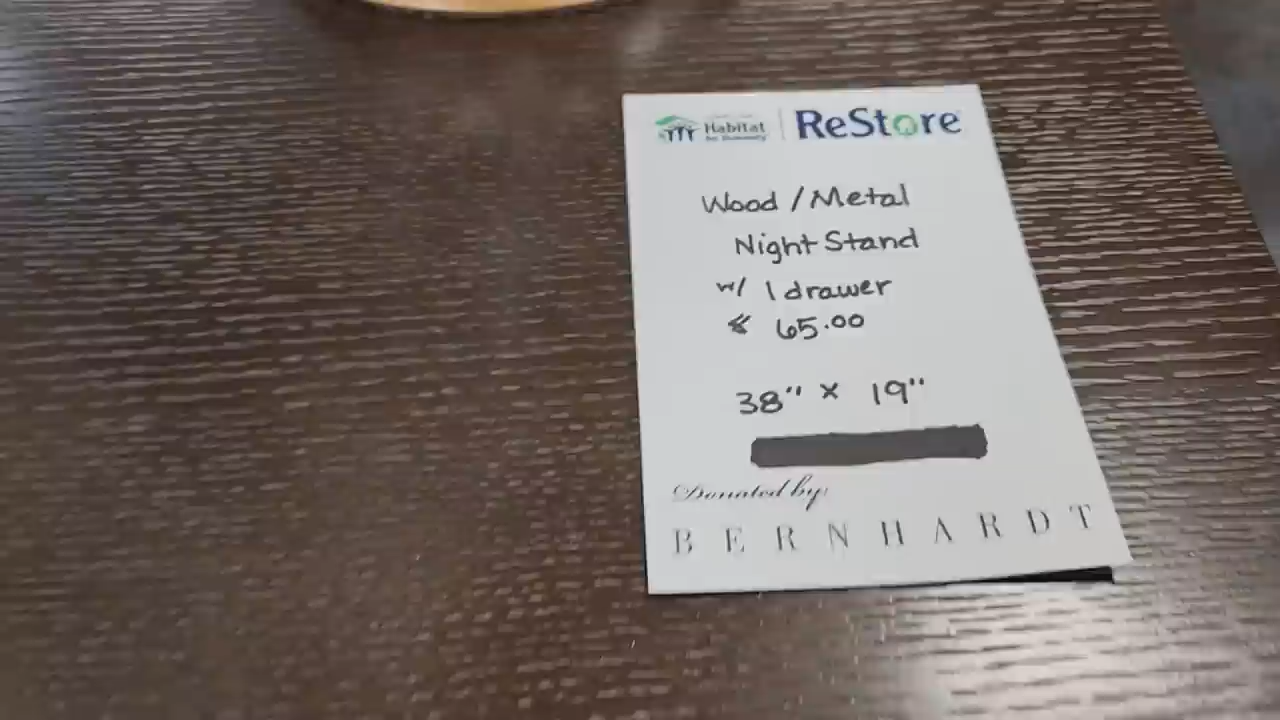 Habitat for Humanity | ReStore
Wood / Metal
Night Stand
w/ 1 drawer
65.00
38" x 19"
Donated by:
BERNHARDT